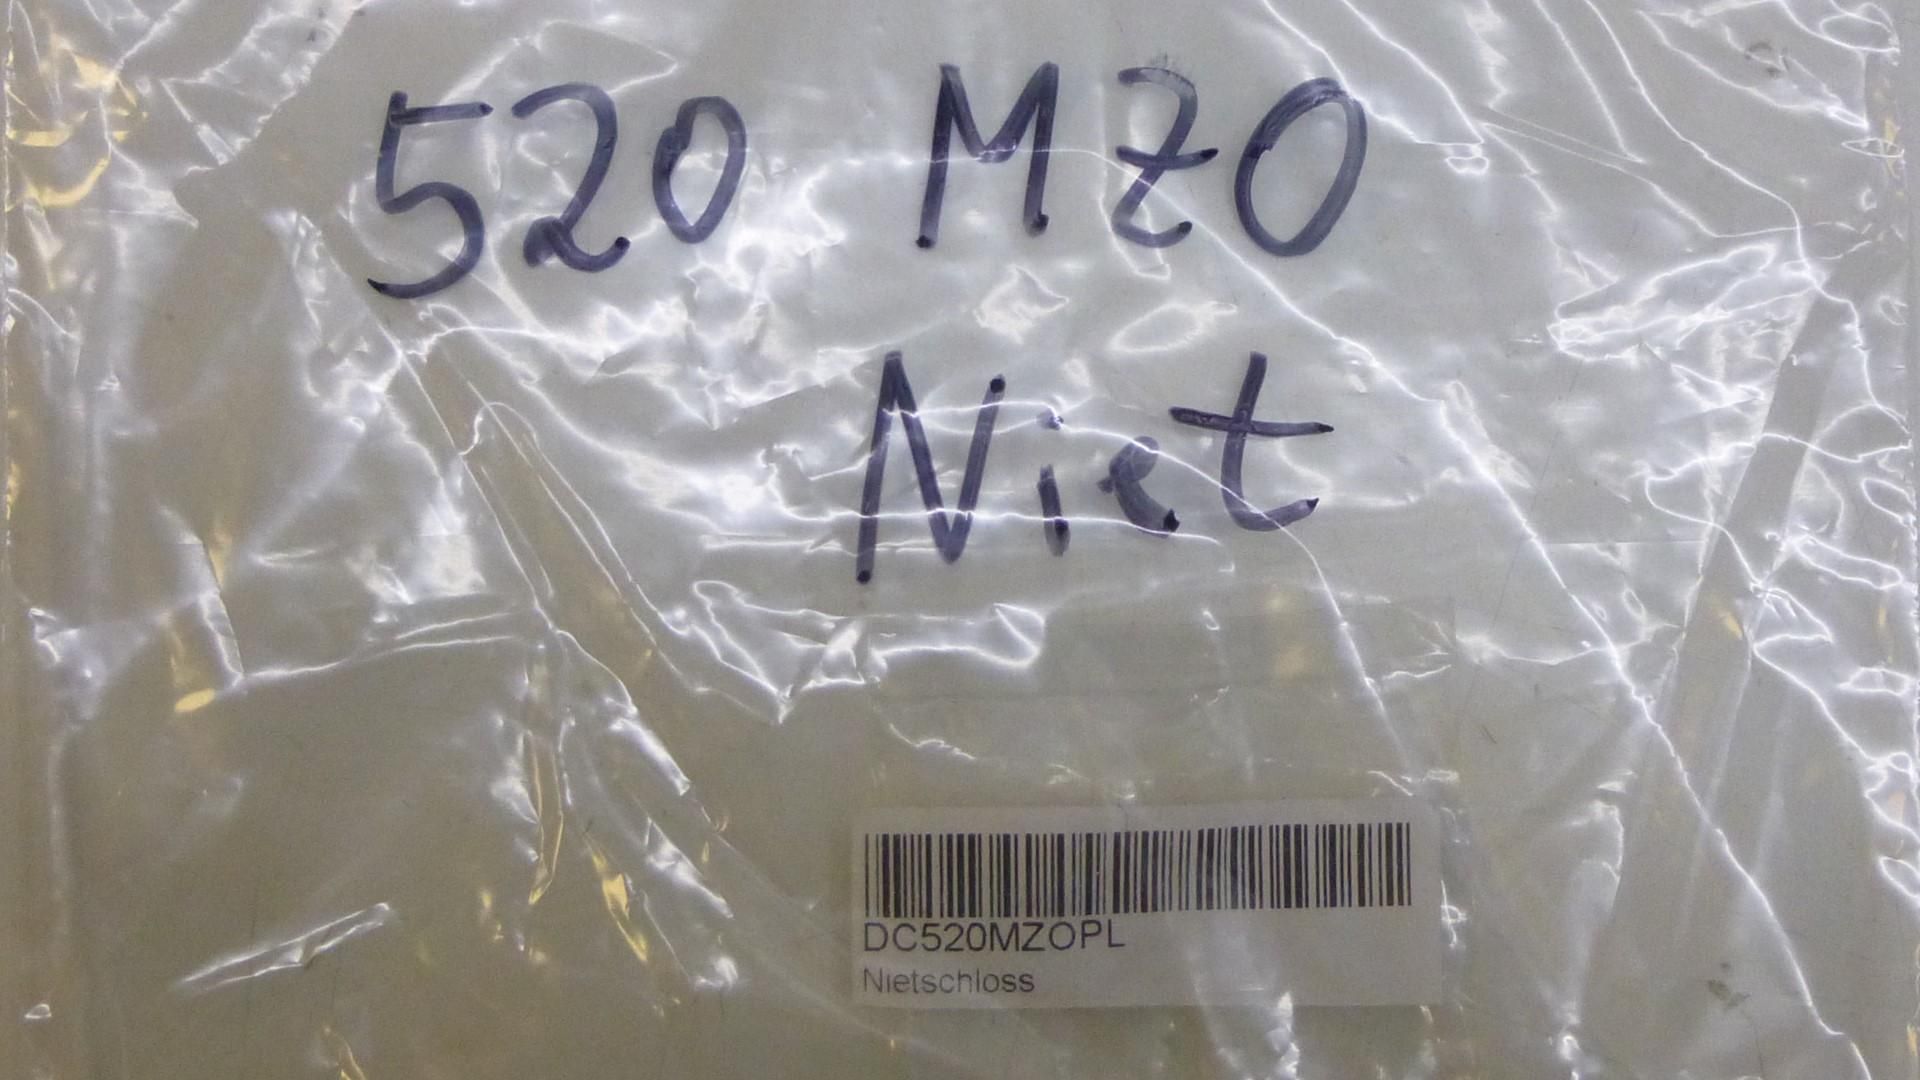 520 MZO
Niet
DC520MZOPL
Nietschloss